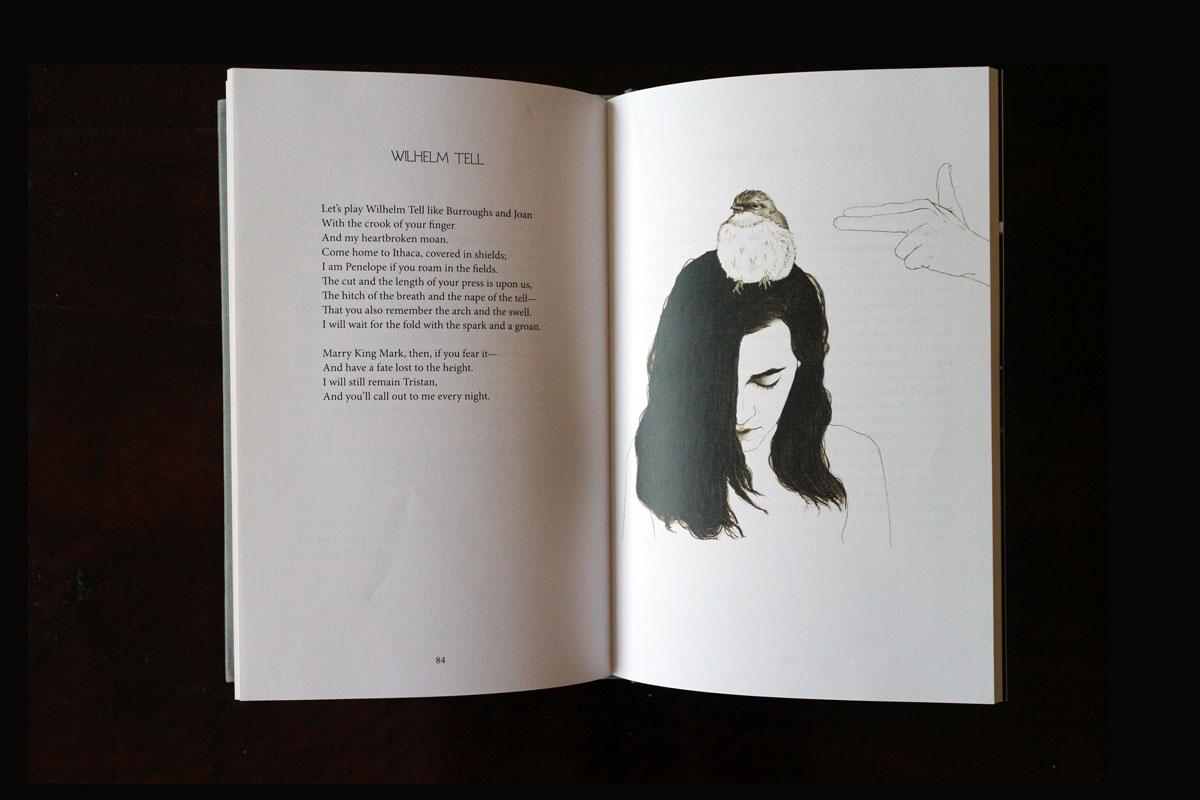 WILHELM TELL
Let's play Wilhelm Tell like Burroughs and Joan
With the crook of your finger
And my heartbroken moan.
Come home to Ithaca, covered in shields;
I am Penelope if you roam in the fields.
The cut and the length of your press is upon us,
The hitch of the breath and the nape of the tell—
That you also remember the arch and the swell.
I will wait for the fold with the spark and a groan.
Marry King Mark, then, if you fear it—
And have a fate lost to the height.
I will still remain Tristan,
And you'll call out to me every night.
84